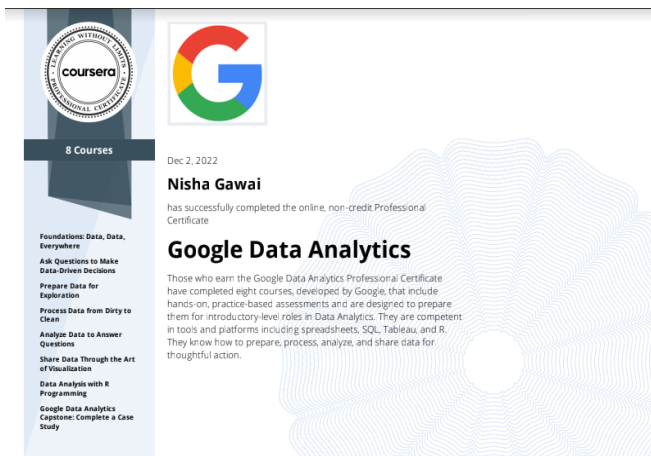 LEARNING WITHOUT LIMITS
coursera
PROFESSIONAL CERTIFICATE
8 Courses
Foundations: Data, Data,
Everywhere
Ask Questions to Make
Data-Driven Decisions
Prepare Data for
Exploration
Process Data from Dirty to
Clean
Analyze Data to Answer
Questions
Share Data Through the Art
of Visualization
Data Analysis with R
Programming
Google Data Analytics
Capstone: Complete a Case
Study
G
Dec 2, 2022
Nisha Gawai
has successfully completed the online, non-credit Professional
Certificate
Google Data Analytics
Those who earn the Google Data Analytics Professional Certificate
have completed eight courses, developed by Google, that include
hands-on, practice-based assessments and are designed to prepare
them for introductory-level roles in Data Analytics. They are competent
in tools and platforms including spreadsheets, SQL, Tableau, and R.
They know how to prepare, process, analyze, and share data for
thoughtful action.